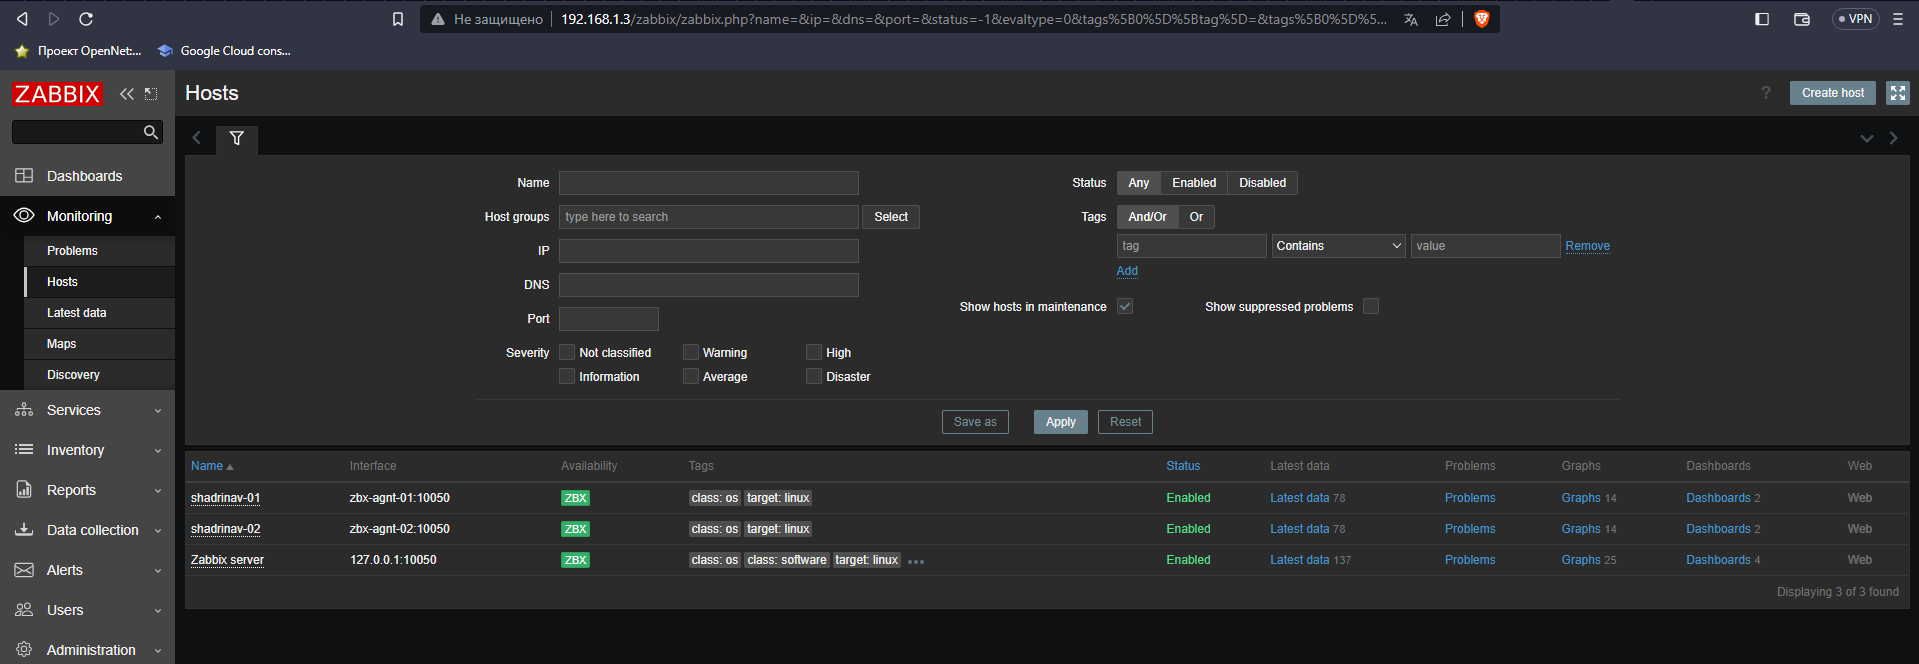 Не защищено 192.168.1.3/zabbix/zabbix.php?name=&ip=&dns=&port=&status=-1&evaltype=0&tags%5B0%5D%5Btag%5D=&tags%5B0%5D%5... VPN
Проект OpenNet:... Google Cloud cons...
ZABBIX
Hosts
? Create host
Dashboards
Monitoring
Problems
Hosts
Latest data
Maps
Discovery
Services
Inventory
Reports
Data collection
Alerts
Users
Administration
Name
Host groups type here to search Select
IP
DNS
Port
Severity Not classified Warning High
Information Average Disaster
Status Any Enabled Disabled
Tags And/Or Or
tag Contains value Remove
Add
Show hosts in maintenance Show suppressed problems
Save as Apply Reset
Name Interface Availability Tags Status Latest data Problems Graphs Dashboards Web
shadrinav-01 zbx-agnt-01:10050 ZBX class: os target: linux Enabled Latest data 78 Problems Graphs 14 Dashboards 2 Web
shadrinav-02 zbx-agnt-02:10050 ZBX class: os target: linux Enabled Latest data 78 Problems Graphs 14 Dashboards 2 Web
Zabbix server 127.0.0.1:10050 ZBX class: os class: software target: linux ... Enabled Latest data 137 Problems Graphs 25 Dashboards 4 Web
Displaying 3 of 3 found